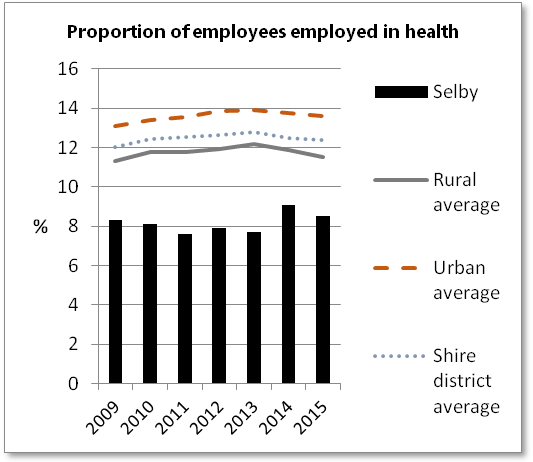 Proportion of employees employed in health
16
14
12
10
8
6
4
2
0
%
2009
2010
2011
2012
2013
2014
2015
Selby
Rural
average
Urban
average
Shire
district
average